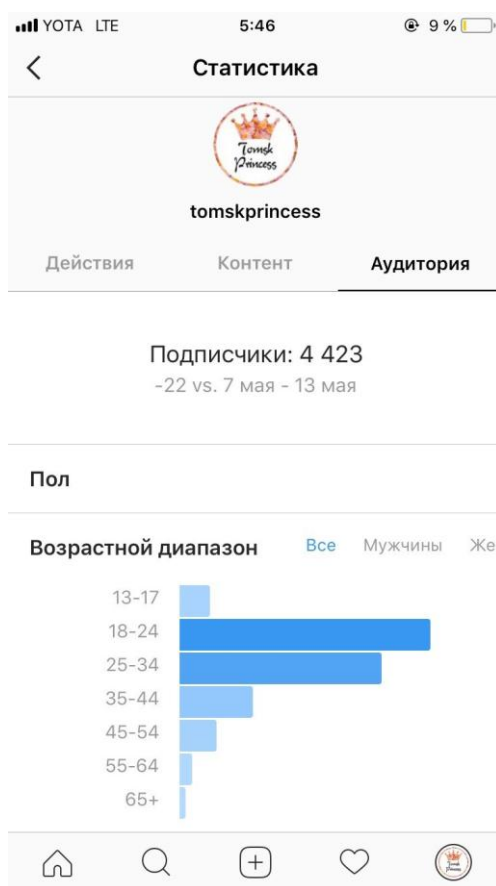 YOTA LTE 5:46 9 %
Статистика
Tomsk
Princess
tomskprincess
Действия Контент Аудитория
Подписчики: 4 423
-22 vs. 7 мая - 13 мая
Пол
Возрастной диапазон Все Мужчины Же
13-17
18-24
25-34
35-44
45-54
55-64
65+